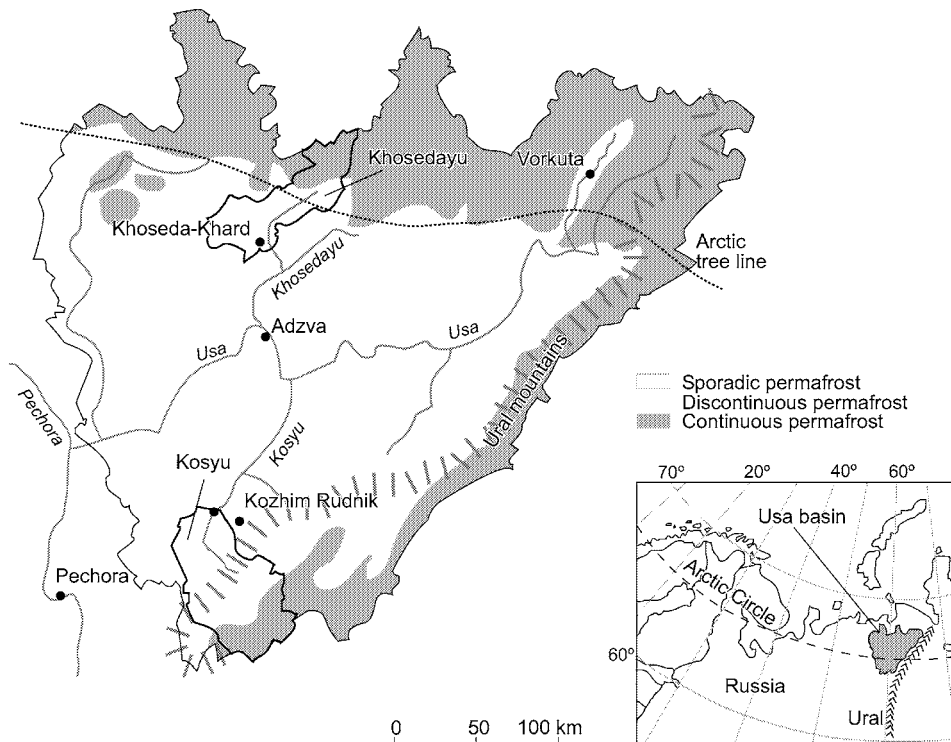 Khosedayu
Vorkuta
Khoseda-Khard
Khosedayu
Arctic
tree line
Adzva
Usa
Usa
Ural mountains
Pechora
Kosyu
Kosyu
Kozhim Rudnik
Pechora
Sporadic permafrost
Discontinuous permafrost
Continuous permafrost
70° 20° 40° 60°
Usa basin
Arctic Circle
60°
Russia
Ural
0 50 100 km